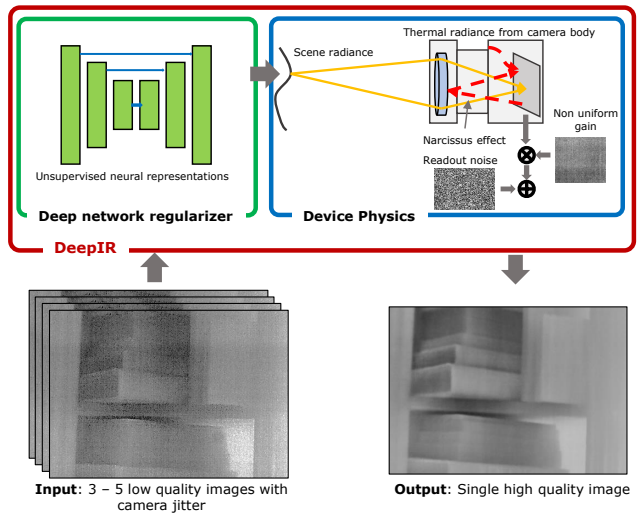 Thermal radiance from camera body
Scene radiance
Non uniform
gain
Narcissus effect
Readout noise
Unsupervised neural representations
Deep network regularizer
Device Physics
DeepIR
Input: 3 – 5 low quality images with
camera jitter
Output: Single high quality image